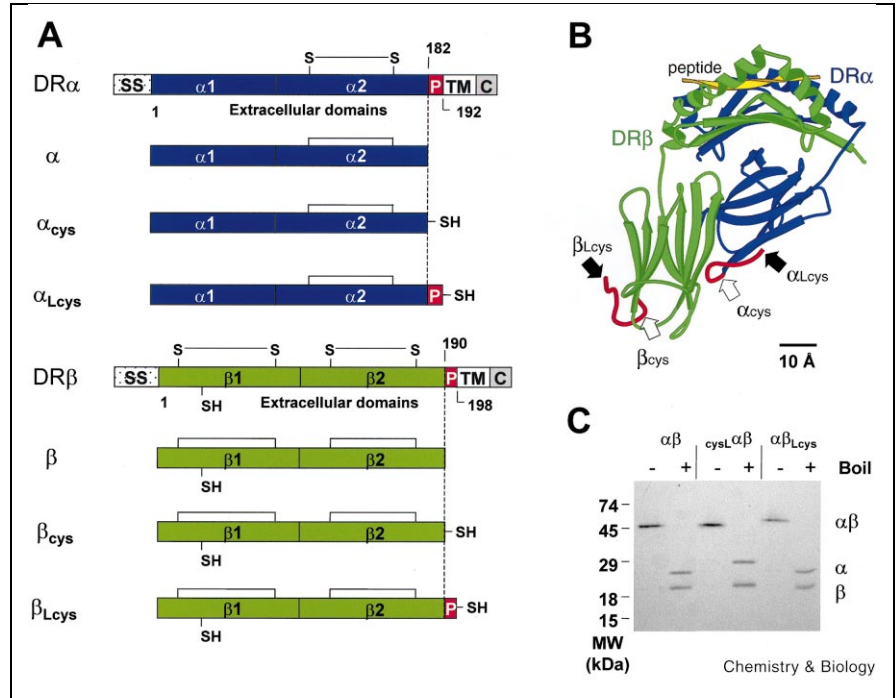 A
S S 182
DRα SS α1 α2 P TM C
1 Extracellular domains 192
α α1 α2
αcys α1 α2 SH
αLcys α1 α2 P SH
S S S S 190
DRβ SS β1 β2 P TM C
1 SH Extracellular domains 198
β β1 β2
SH
βcys β1 β2 SH
SH
βLcys β1 β2 P SH
SH
B
peptide
DRα
DRβ
βLcys
αLcys
αcys
βcys
10 Å
C
αβ cysLαβ αβLcys
- + - + - + Boil
74
45 αβ
29 α
18 β
15
MW
(kDa)
Chemistry & Biology